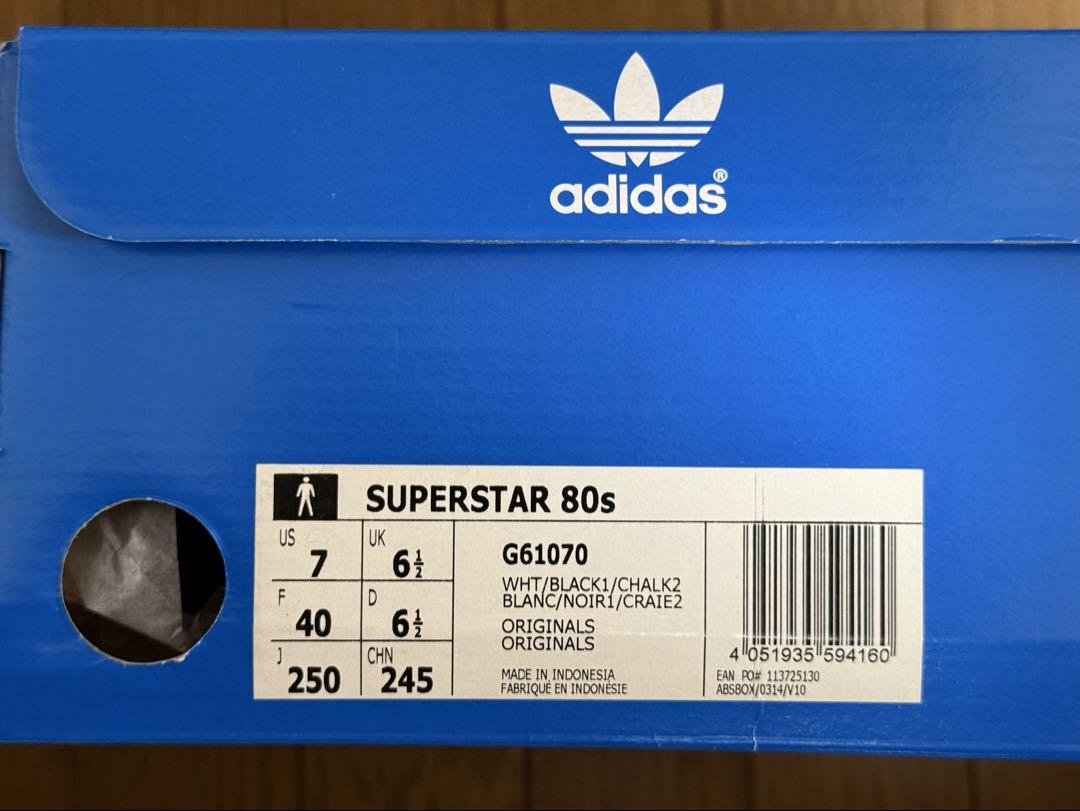 adidas®
SUPERSTAR 80s
US 7
UK 6½
F 40
D 6½
J 250
CHN 245
G61070
WHT/BLACK1/CHALK2
BLANC/NOIR1/CRAIE2
ORIGINALS
ORIGINALS
MADE IN INDONESIA
FABRIQUÉ EN INDONÉSIE
4 051935 594160
EAN PO# 113725130
ABSBOX/0314/V10